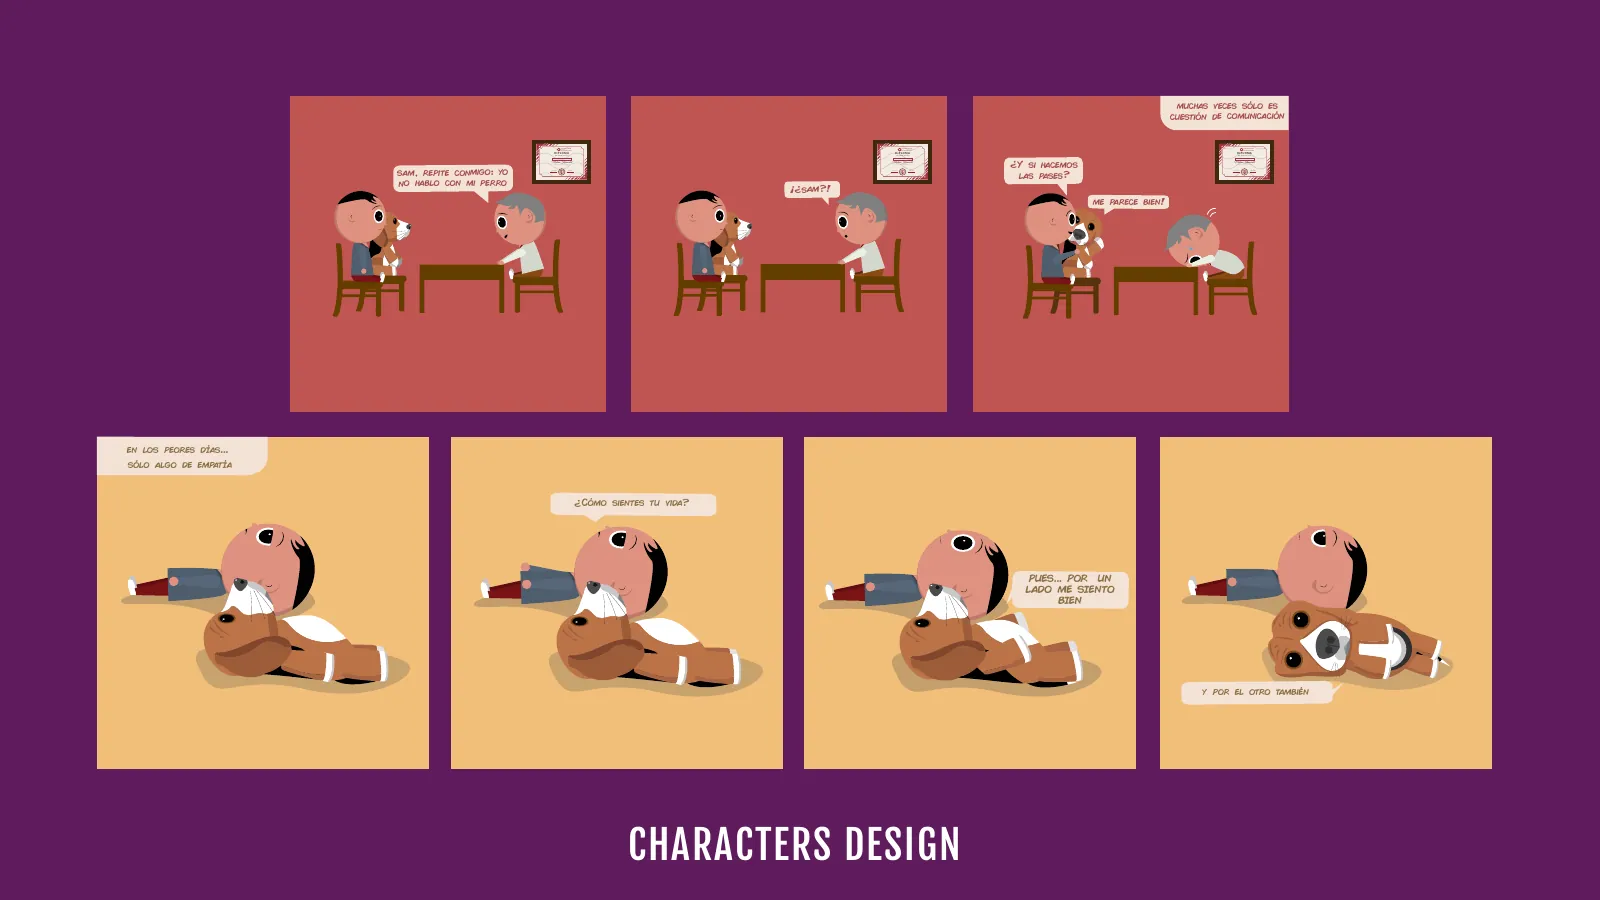 SAM, REPITE CONMIGO: YO
NO HABLO CON MI PERRO
¡¿SAM?!
MUCHAS VECES SÓLO ES
CUESTIÓN DE COMUNICACIÓN
¿Y SI HACEMOS
LAS PASES?
ME PARECE BIEN!
EN LOS PEORES DÍAS...
SÓLO ALGO DE EMPATÍA
¿CÓMO SIENTES TU VIDA?
PUES... POR UN
LADO ME SIENTO
BIEN
Y POR EL OTRO TAMBIÉN
CHARACTERS DESIGN